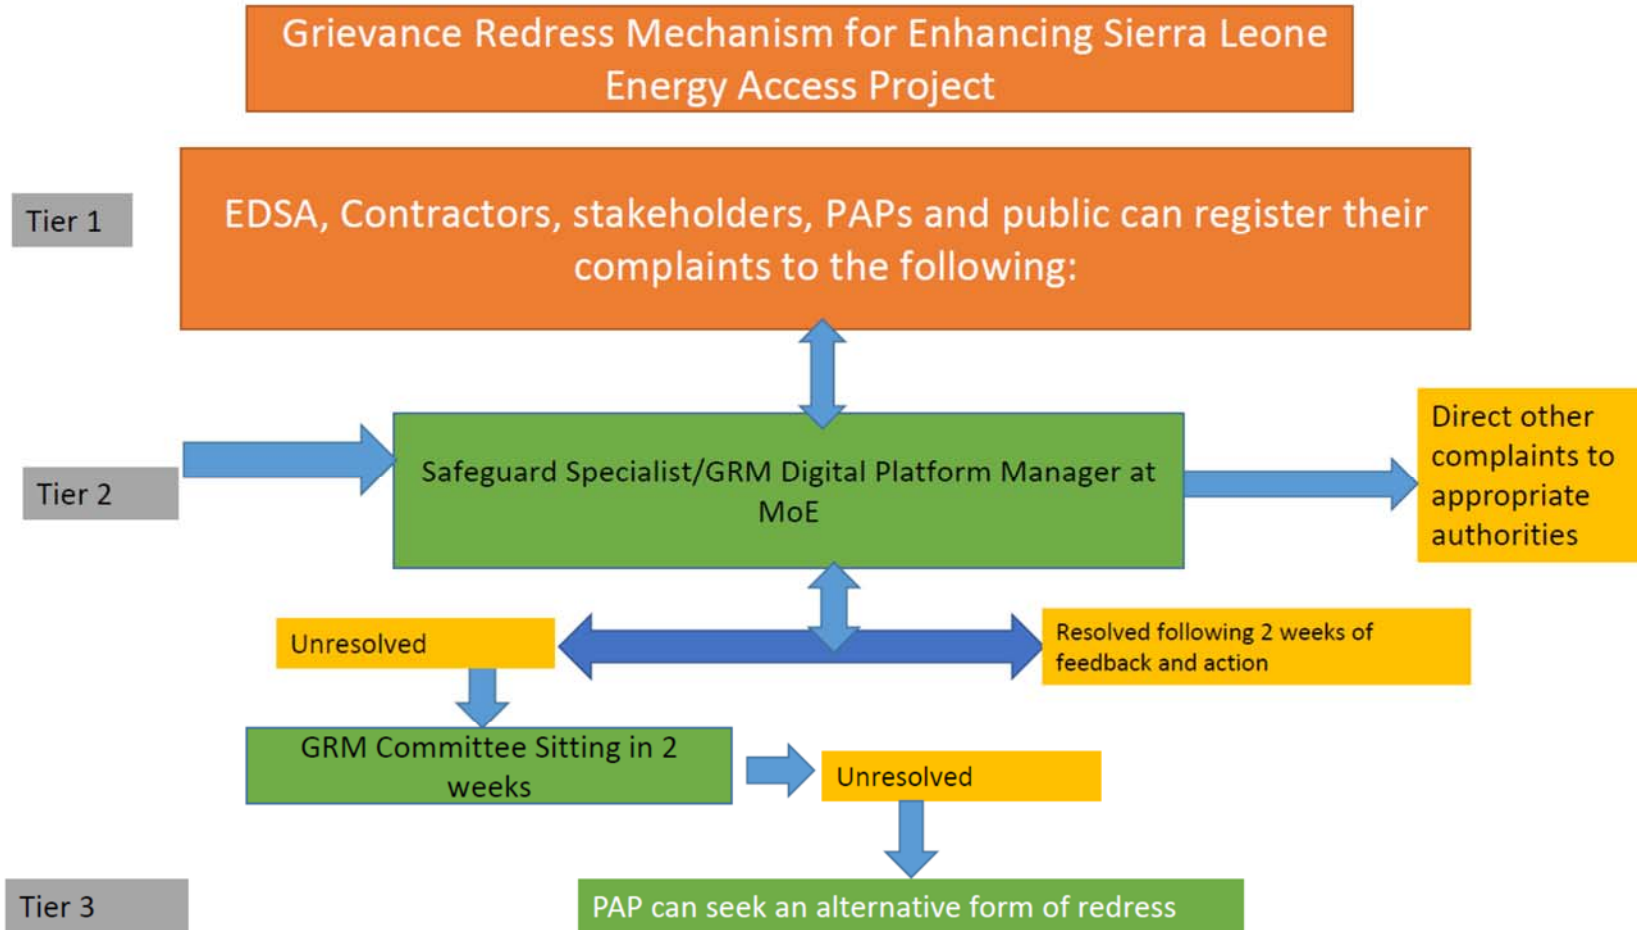 Grievance Redress Mechanism for Enhancing Sierra Leone
Energy Access Project
Tier 1
EDSA, Contractors, stakeholders, PAPs and public can register their
complaints to the following:
Tier 2
Safeguard Specialist/GRM Digital Platform Manager at
MoE
Direct other
complaints to
appropriate
authorities
Unresolved
Resolved following 2 weeks of
feedback and action
GRM Committee Sitting in 2
weeks
Unresolved
Tier 3
PAP can seek an alternative form of redress